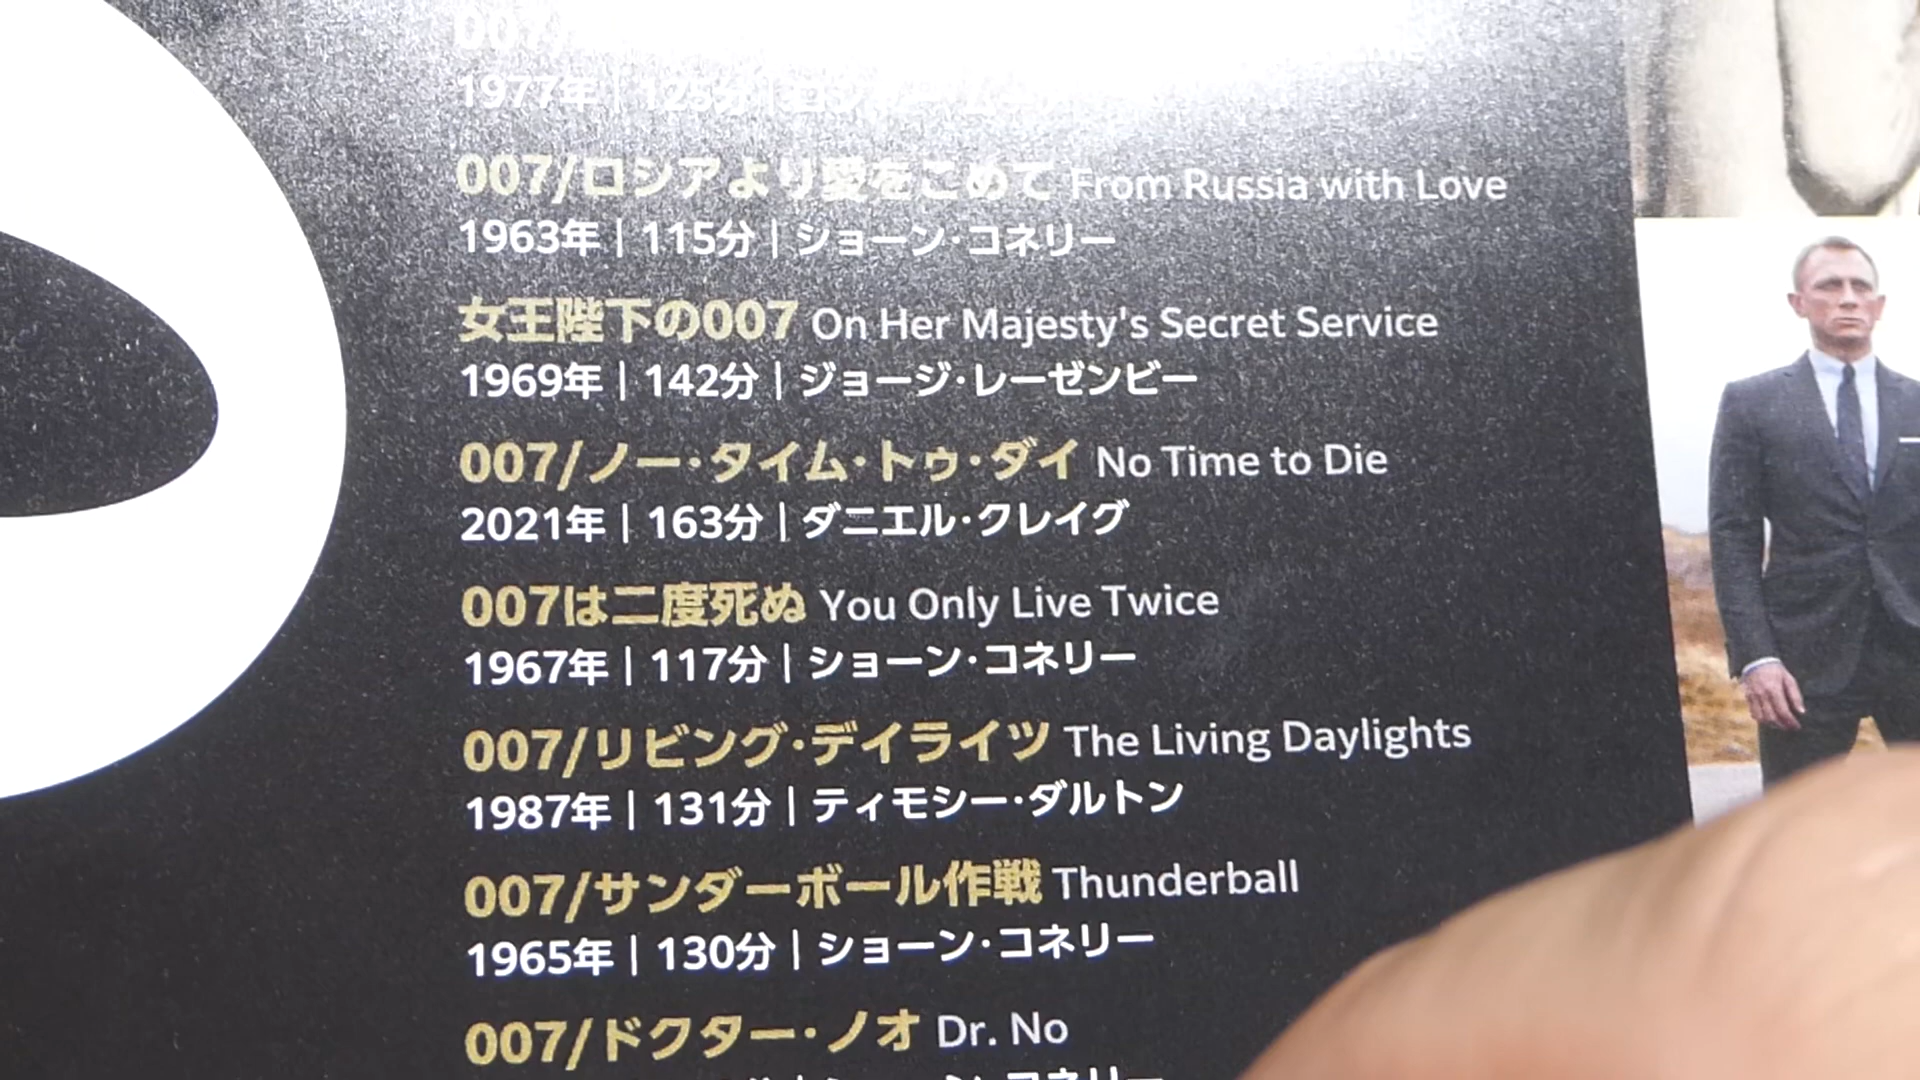 007/
1977年 | 125分 |
007/ロシアより愛をこめて From Russia with Love
1963年 | 115分 | ショーン・コネリー
女王陛下の007 On Her Majesty's Secret Service
1969年 | 142分 | ジョージ・レーゼンビー
007/ノー・タイム・トゥ・ダイ No Time to Die
2021年 | 163分 | ダニエル・クレイグ
007は二度死ぬ You Only Live Twice
1967年 | 117分 | ショーン・コネリー
007/リビング・デイライツ The Living Daylights
1987年 | 131分 | ティモシー・ダルトン
007/サンダーボール作戦 Thunderball
1965年 | 130分 | ショーン・コネリー
007/ドクター・ノオ Dr. No